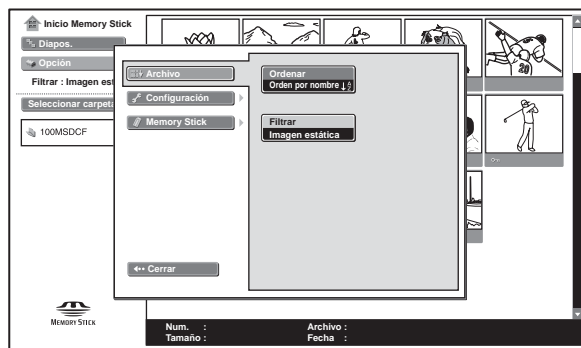 Inicio Memory Stick
Diapos.
Opción
Filtrar : Imagen est
Seleccionar carpeta
100MSDCF
Archivo
Configuración
Memory Stick
Cerrar
Ordenar
Orden por nombre
Filtrar
Imagen estática
20
MEMORY STICK
Num. :
Archivo :
Tamaño :
Fecha :